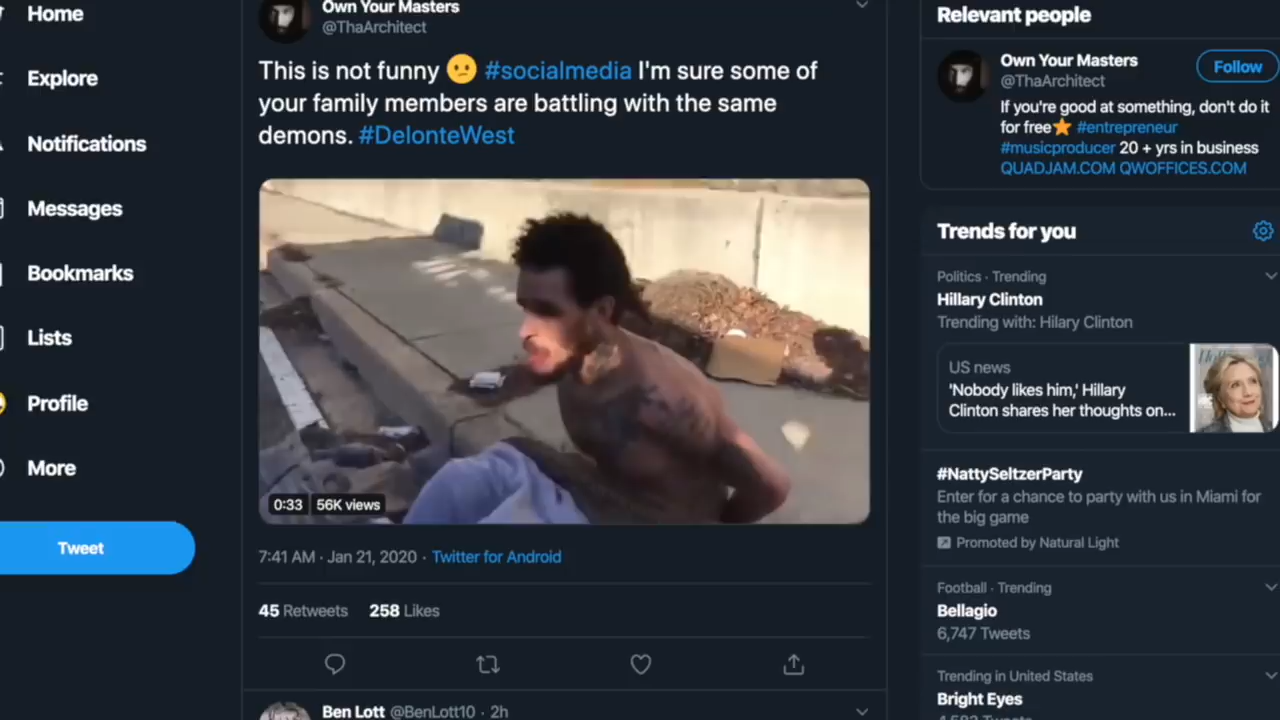 Home
Explore
Notifications
Messages
Bookmarks
Lists
Profile
More
Tweet
Own Your Masters
@ThaArchitect
This is not funny 😕 #socialmedia I'm sure some of
your family members are battling with the same
demons. #DelonteWest
0:33 56K views
7:41 AM · Jan 21, 2020 · Twitter for Android
45 Retweets 258 Likes
Ben Lott @BenLott10 · 2h
Relevant people
Own Your Masters
@ThaArchitect
Follow
If you're good at something, don't do it
for free⭐ #entrepreneur
#musicproducer 20 + yrs in business
QUADJAM.COM QWOFFICES.COM
Trends for you
Politics · Trending
Hillary Clinton
Trending with: Hilary Clinton
US news
'Nobody likes him,' Hillary
Clinton shares her thoughts on...
#NattySeltzerParty
Enter for a chance to party with us in Miami for
the big game
Promoted by Natural Light
Football · Trending
Bellagio
6,747 Tweets
Trending in United States
Bright Eyes